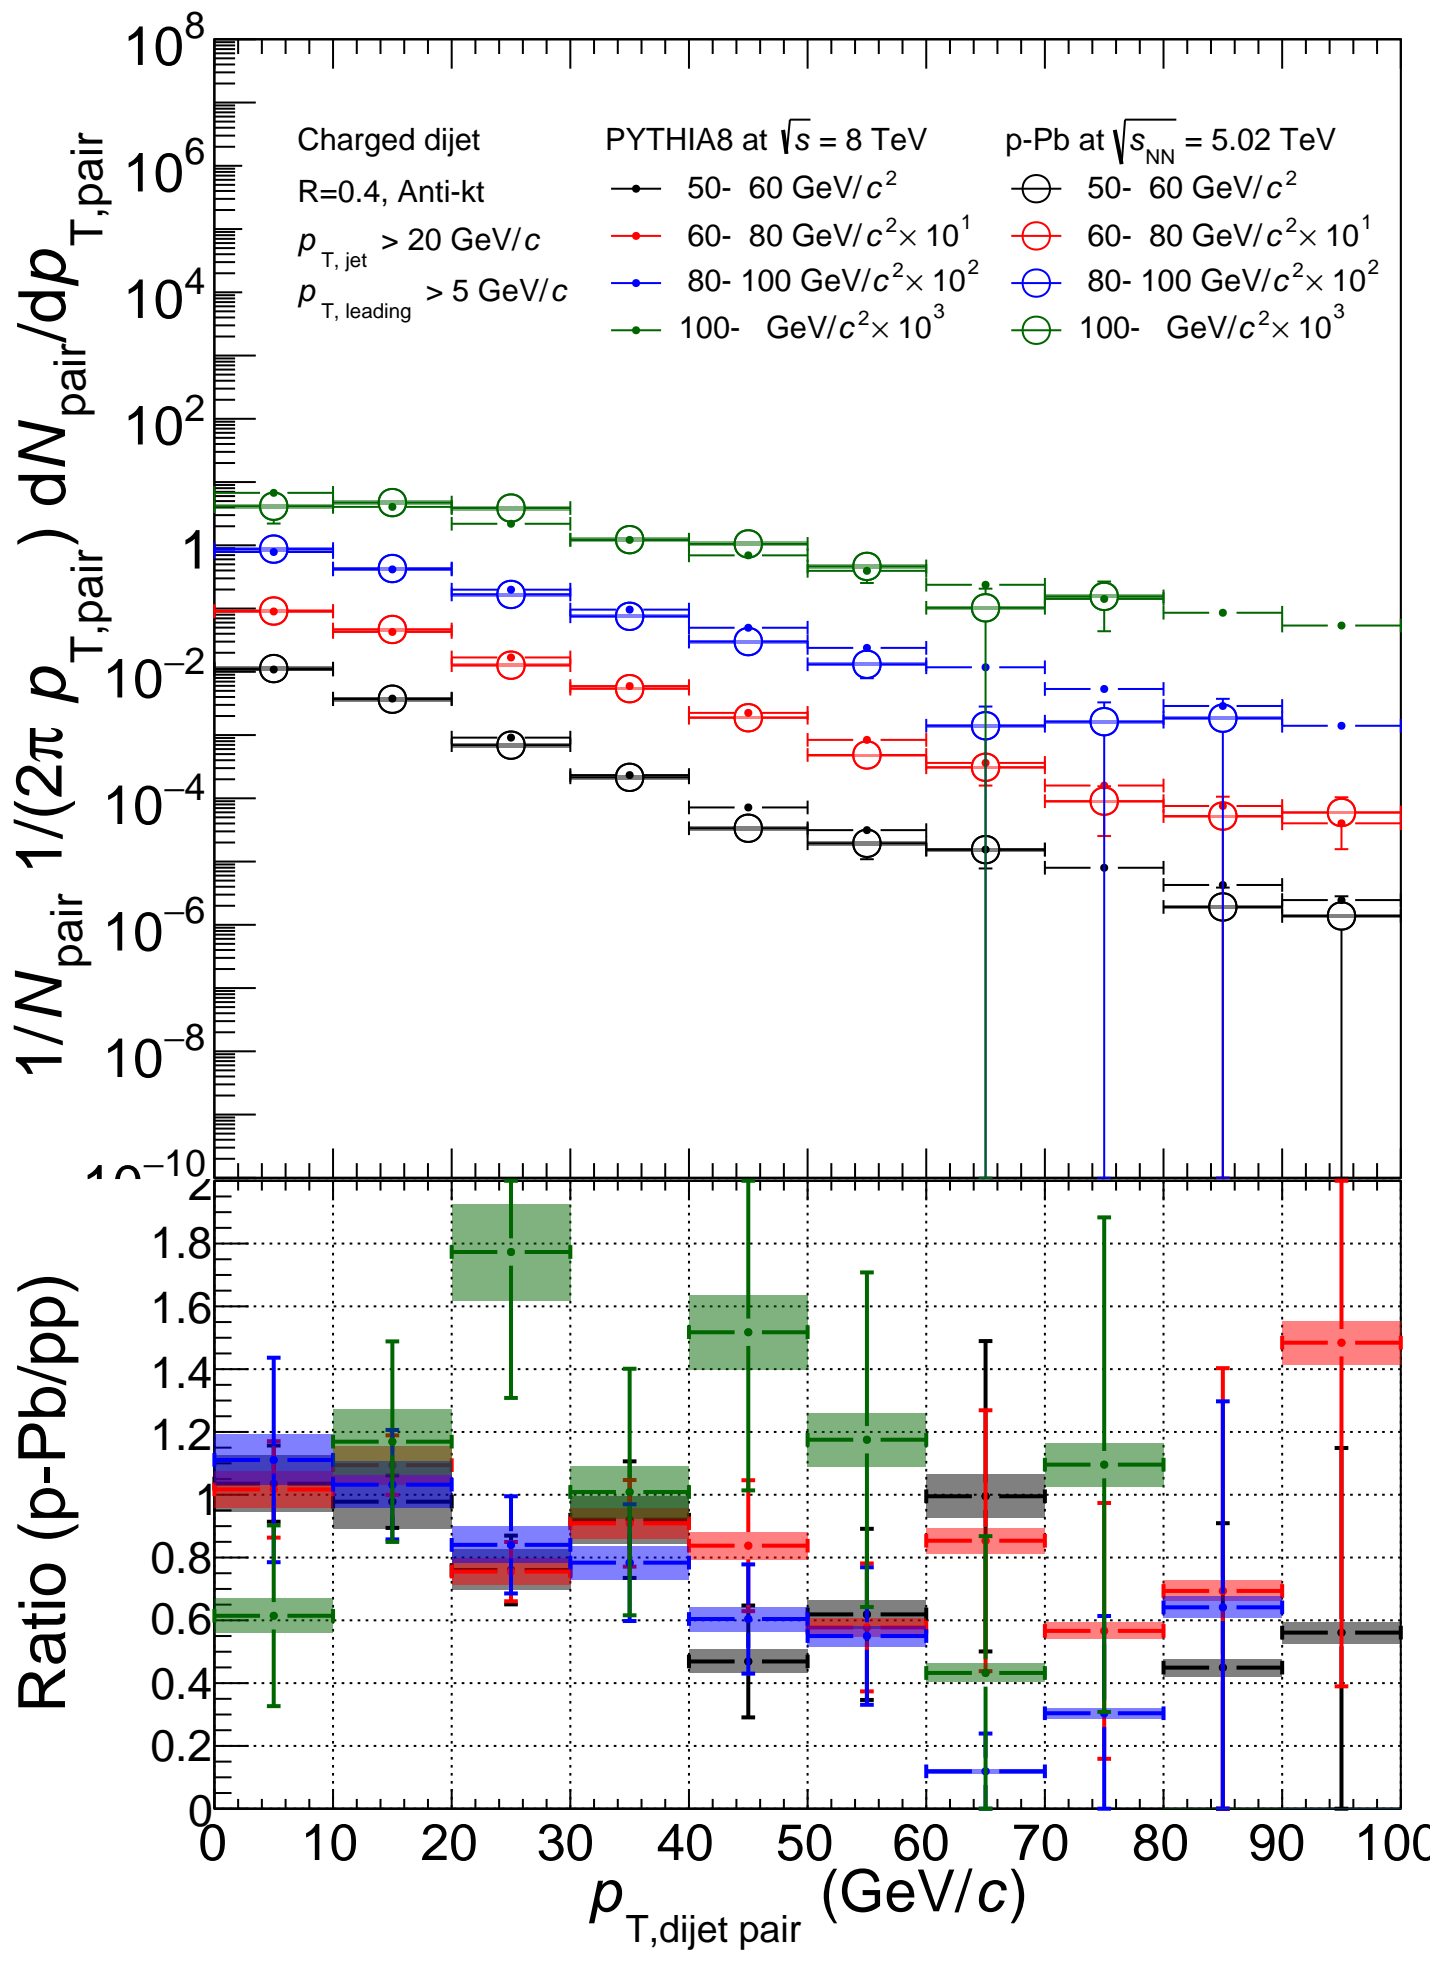 10⁸
10⁶
10⁴
10²
1
10⁻²
10⁻⁴
10⁻⁶
10⁻⁸
10⁻¹⁰
1/N_pair 1/(2π p_T,pair) dN_pair/dp_T,pair
Charged dijet
R=0.4, Anti-kt
p_T, jet > 20 GeV/c
p_T, leading > 5 GeV/c
PYTHIA8 at √s = 8 TeV
50- 60 GeV/c²
60- 80 GeV/c²× 10¹
80- 100 GeV/c²× 10²
100- GeV/c²× 10³
p-Pb at √s_NN = 5.02 TeV
50- 60 GeV/c²
60- 80 GeV/c²× 10¹
80- 100 GeV/c²× 10²
100- GeV/c²× 10³
2
1.8
1.6
1.4
1.2
1
0.8
0.6
0.4
0.2
0
Ratio (p-Pb/pp)
0 10 20 30 40 50 60 70 80 90 100
p_T,dijet pair (GeV/c)